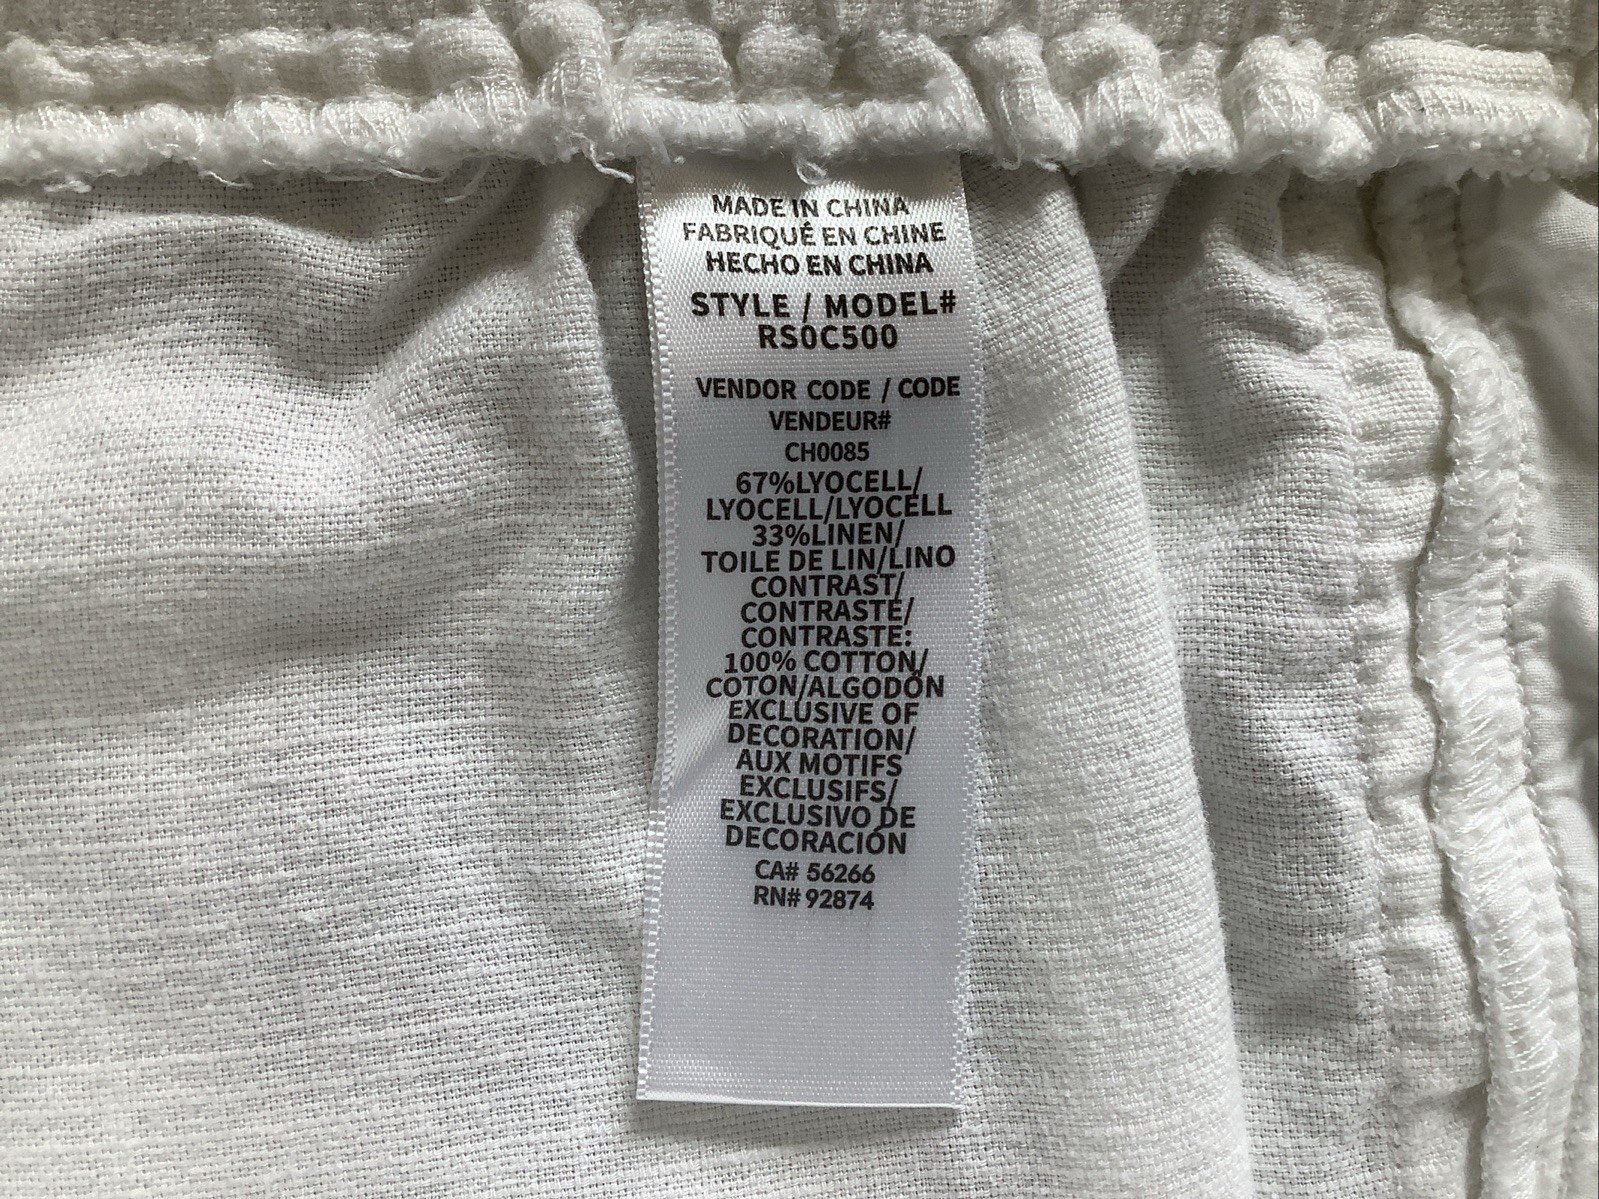 MADE IN CHINA
FABRIQUÉ EN CHINE
HECHO EN CHINA
STYLE / MODEL#
RS0C500
VENDOR CODE / CODE
VENDEUR#
CH0085
67%LYOCELL/
LYOCELL/LYOCELL
33%LINEN/
TOILE DE LIN/LINO
CONTRAST/
CONTRASTE/
CONTRASTE:
100% COTTON/
COTON/ALGODÓN
EXCLUSIVE OF
DECORATION/
AUX MOTIFS
EXCLUSIFS/
EXCLUSIVO DE
DECORACIÓN
CA# 56266
RN# 92874